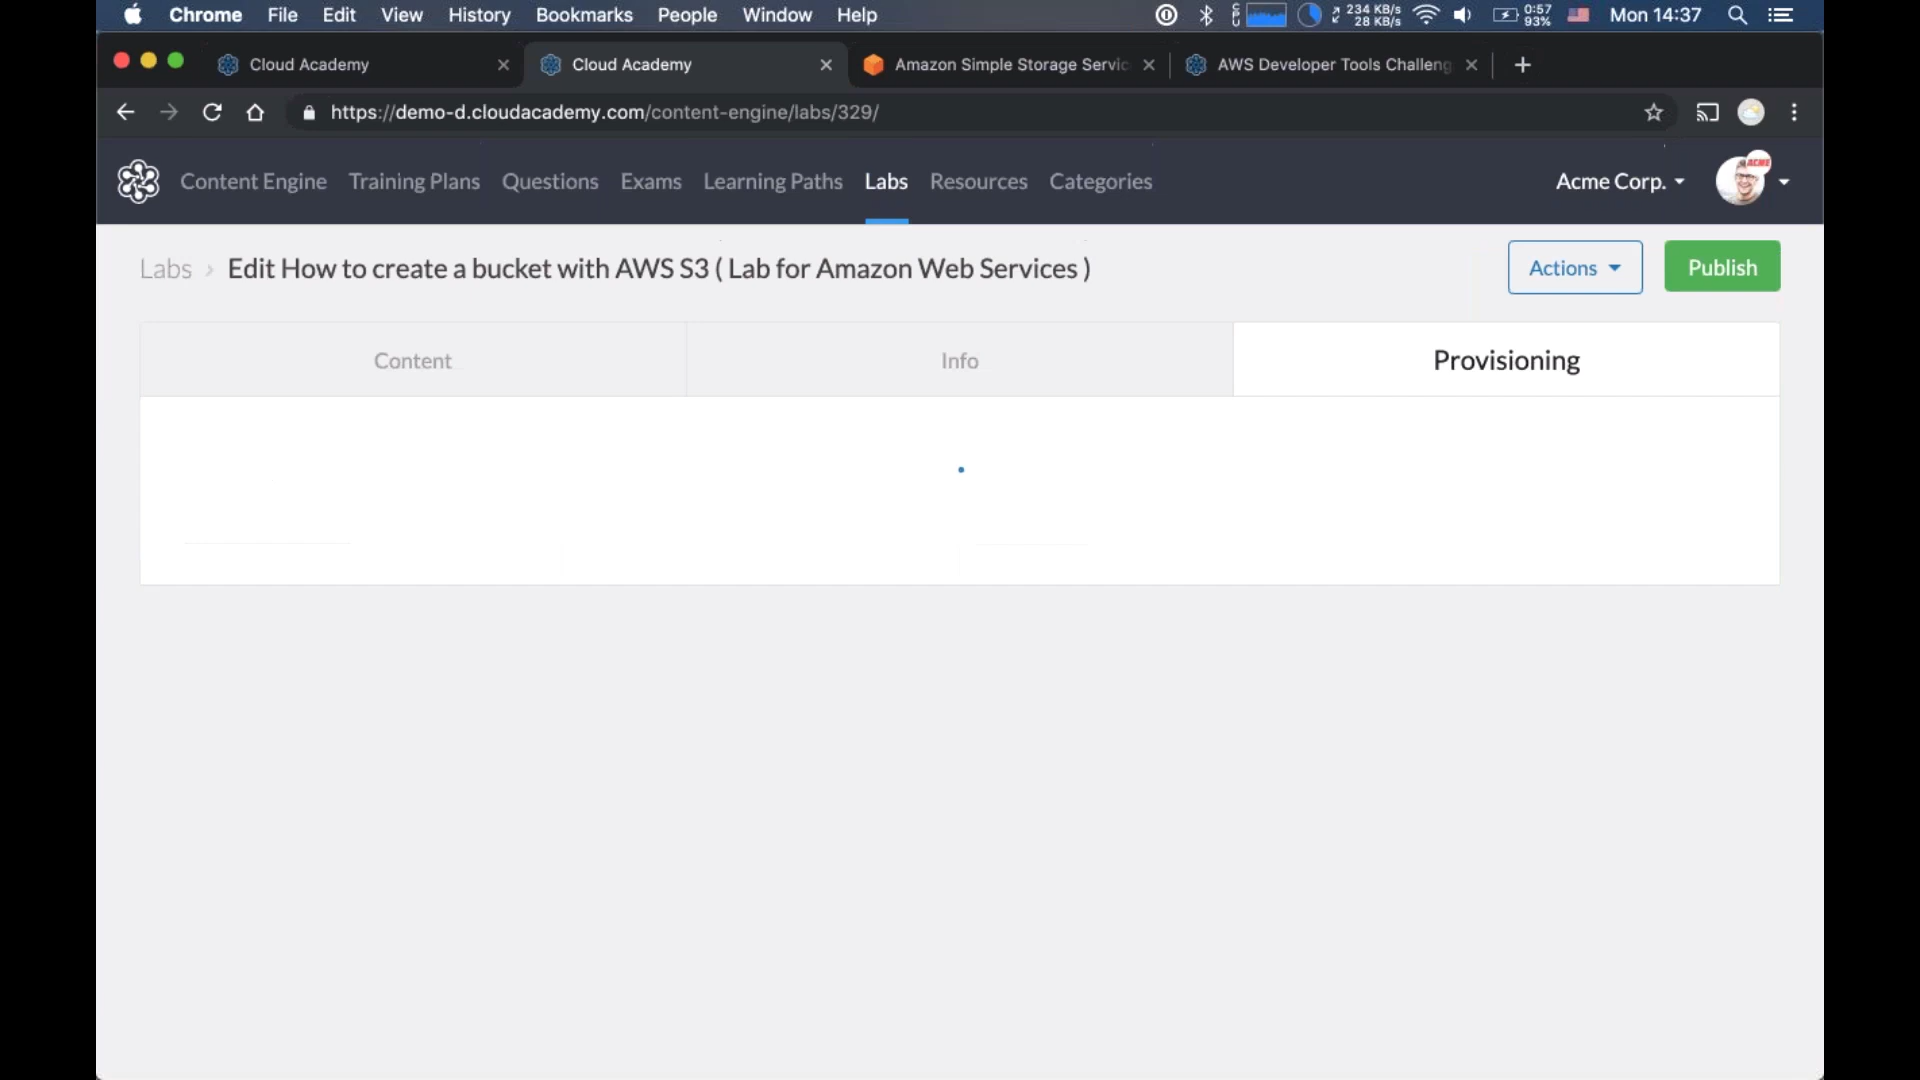 Chrome File Edit View History Bookmarks People Window Help 234 KB/s 28 KB/s 0:57 93% Mon 14:37
Cloud Academy Cloud Academy Amazon Simple Storage Servic AWS Developer Tools Challeng
https://demo-d.cloudacademy.com/content-engine/labs/329/
Content Engine Training Plans Questions Exams Learning Paths Labs Resources Categories Acme Corp. ACME
Labs › Edit How to create a bucket with AWS S3 ( Lab for Amazon Web Services ) Actions Publish
Content Info Provisioning